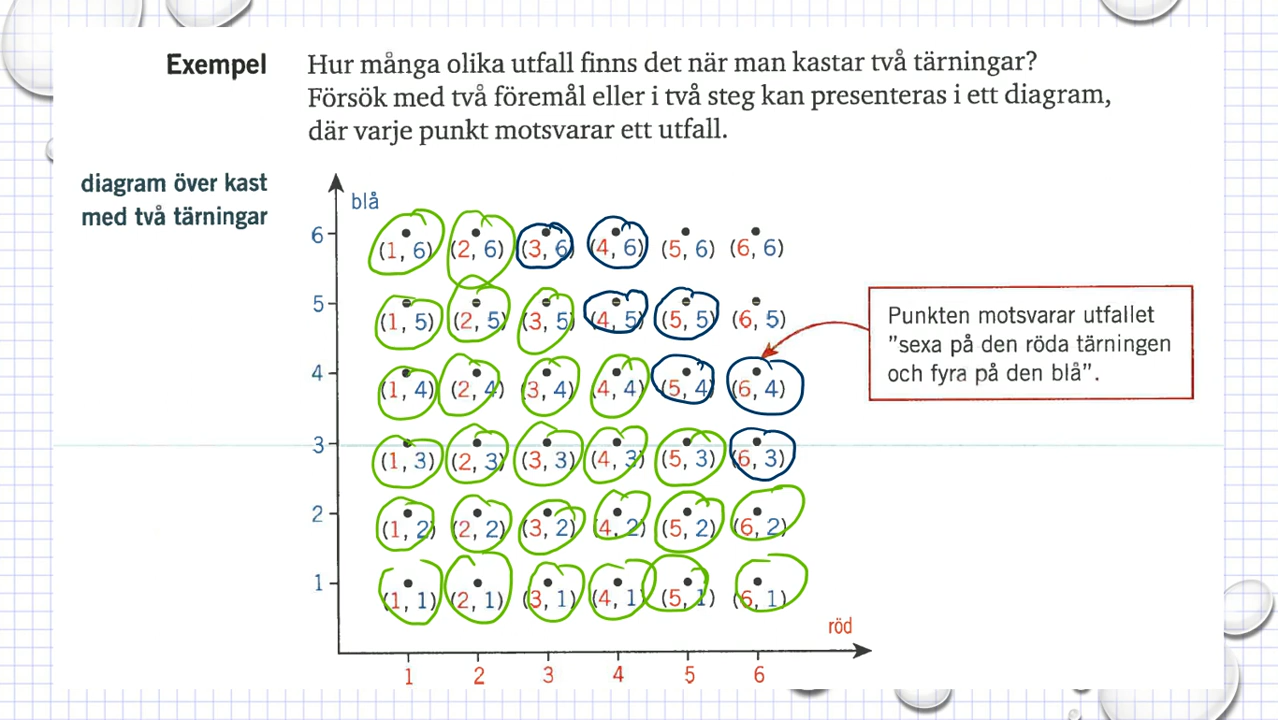 Exempel
Hur många olika utfall finns det när man kastar två tärningar?
Försök med två föremål eller i två steg kan presenteras i ett diagram,
där varje punkt motsvarar ett utfall.
diagram över kast
med två tärningar
blå
6 (1, 6) (2, 6) (3, 6) (4, 6) (5, 6) (6, 6)
5 (1, 5) (2, 5) (3, 5) (4, 5) (5, 5) (6, 5)
4 (1, 4) (2, 4) (3, 4) (4, 4) (5, 4) (6, 4)
3 (1, 3) (2, 3) (3, 3) (4, 3) (5, 3) (6, 3)
2 (1, 2) (2, 2) (3, 2) (4, 2) (5, 2) (6, 2)
1 (1, 1) (2, 1) (3, 1) (4, 1) (5, 1) (6, 1)
röd
1 2 3 4 5 6
Punkten motsvarar utfallet
”sexa på den röda tärningen
och fyra på den blå”.